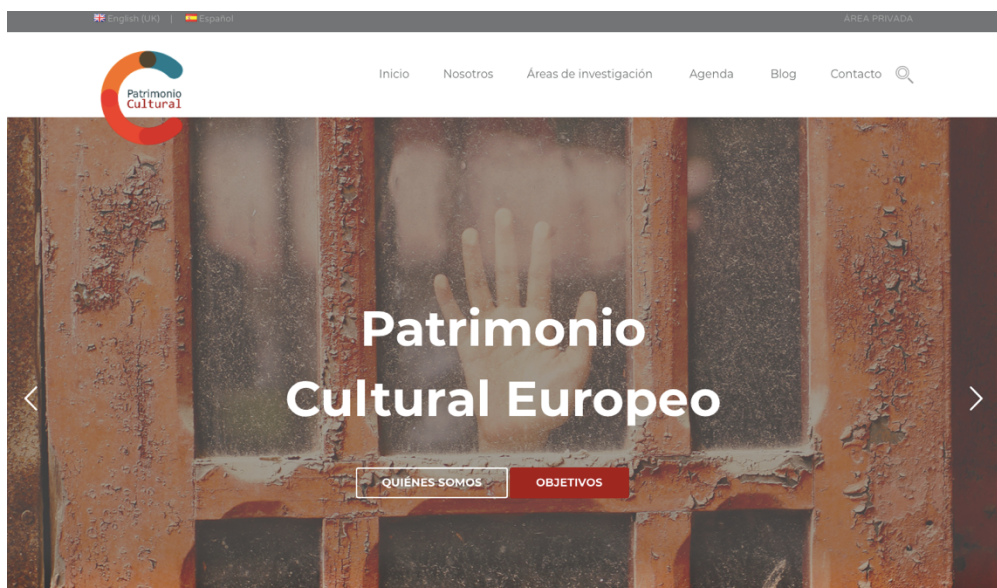 English (UK) | Español
ÁREA PRIVADA
Patrimonio
Cultural
Inicio Nosotros Áreas de investigación Agenda Blog Contacto
Patrimonio
Cultural Europeo
QUIÉNES SOMOS OBJETIVOS